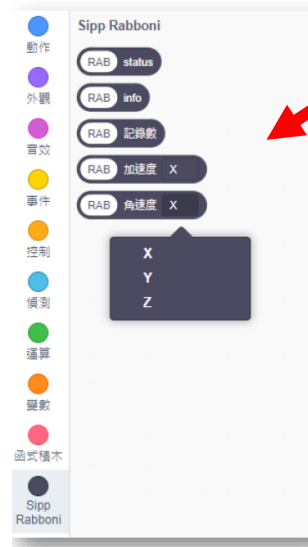 Sipp Rabboni
動作
RAB status
外觀
RAB info
音效
RAB 記錄數
事件
RAB 加速度 X
RAB 角速度 X
控制
X
Y
Z
偵測
運算
變數
函式積木
Sipp
Rabboni